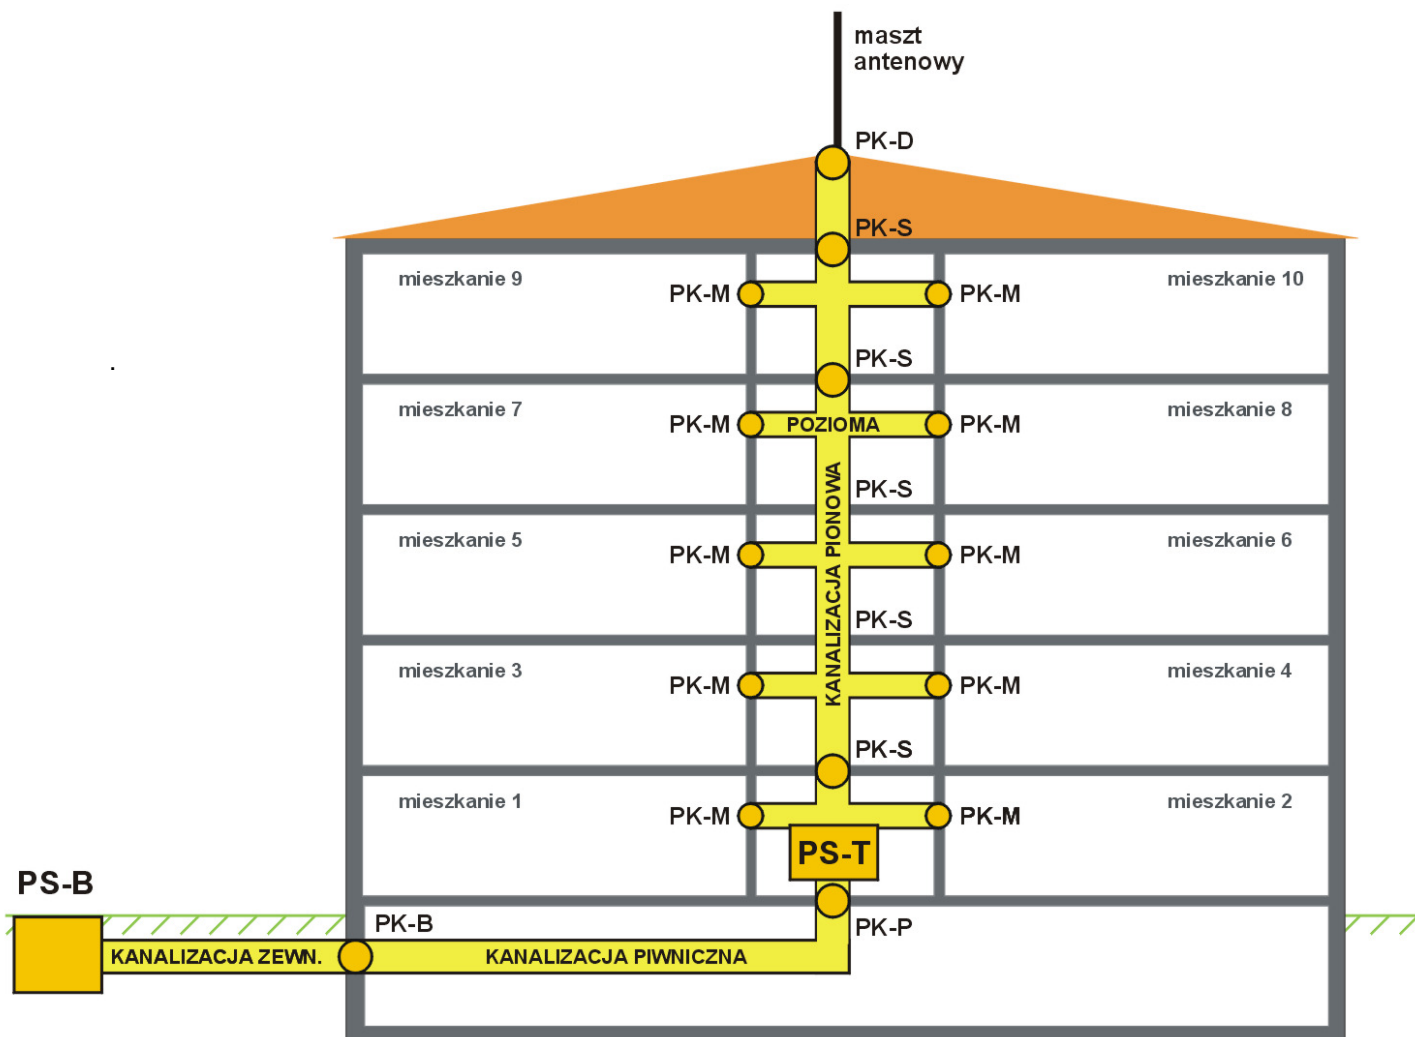 maszt
antenowy
PK-D
PK-S
mieszkanie 9
mieszkanie 10
PK-M
PK-M
PK-S
mieszkanie 7
mieszkanie 8
PK-M
POZIOMA
PK-M
KANALIZACJA PIONOWA
PK-S
mieszkanie 5
mieszkanie 6
PK-M
PK-M
PK-S
mieszkanie 3
mieszkanie 4
PK-M
PK-M
PK-S
mieszkanie 1
mieszkanie 2
PK-M
PK-M
PS-T
PS-B
PK-B
PK-P
KANALIZACJA ZEWN.
KANALIZACJA PIWNICZNA